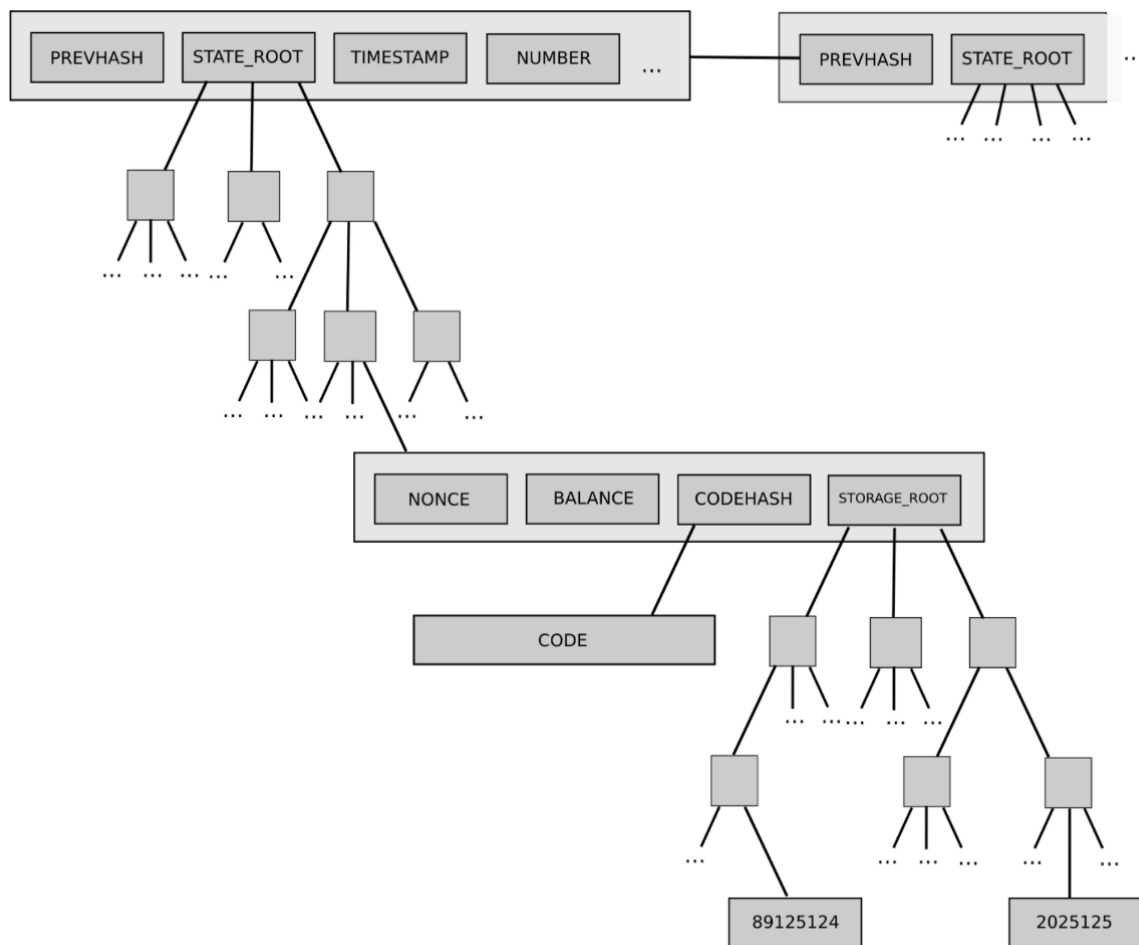 PREVHASH STATE_ROOT TIMESTAMP NUMBER ... PREVHASH STATE_ROOT ...
... ... ... ...
... ... ... ... ...
... ... ... ... ... ... ...
NONCE BALANCE CODEHASH STORAGE_ROOT
CODE
... ... ... ... ...
... ... ... ... ... ...
89125124 2025125